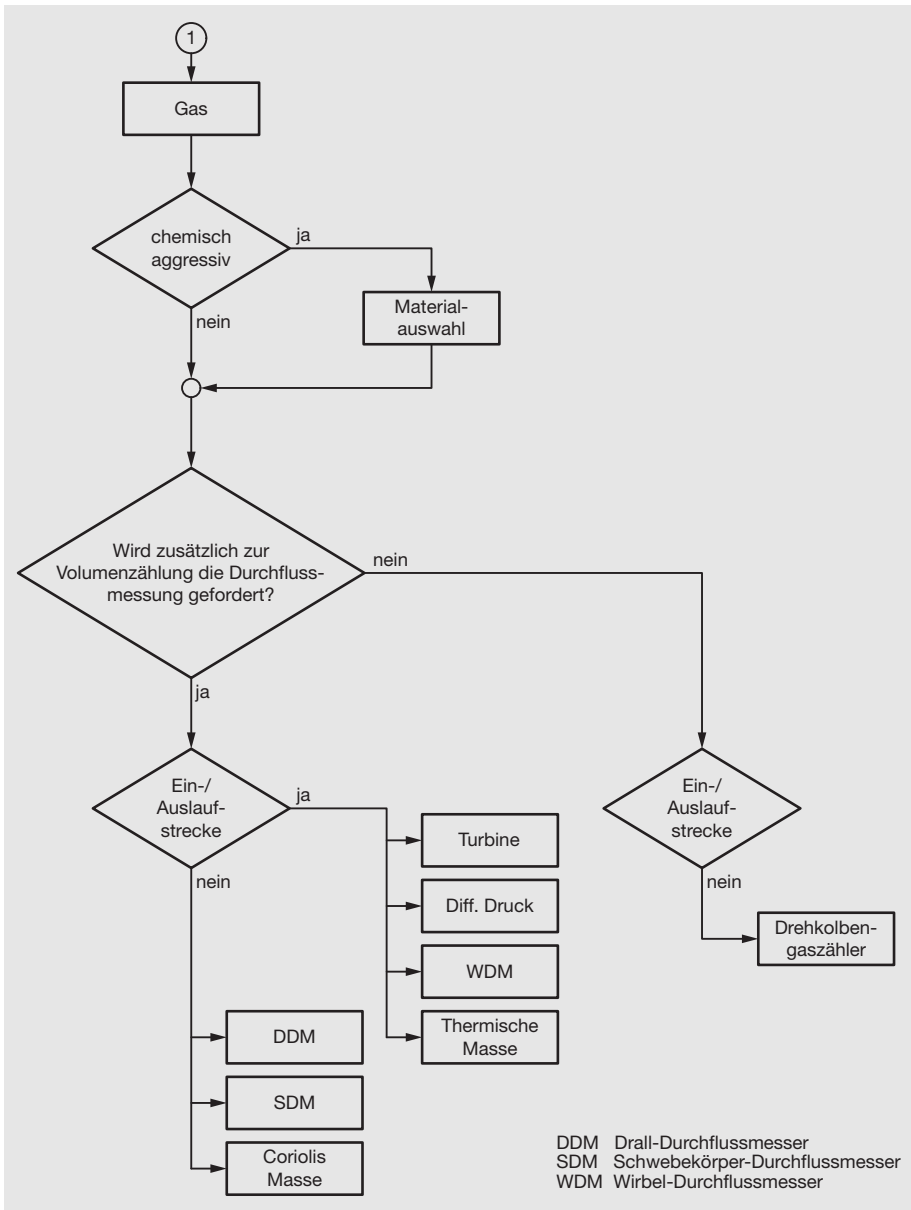 1
Gas
chemisch
aggressiv
ja
nein
Material-
auswahl
Wird zusätzlich zur
Volumenzählung die Durchfluss-
messung gefordert?
nein
ja
Ein-/
Auslauf-
strecke
ja
nein
Turbine
Diff. Druck
WDM
Thermische
Masse
DDM
SDM
Coriolis
Masse
Ein-/
Auslauf-
strecke
nein
Drehkolben-
gaszähler
DDM Drall-Durchflussmesser
SDM Schwebekörper-Durchflussmesser
WDM Wirbel-Durchflussmesser